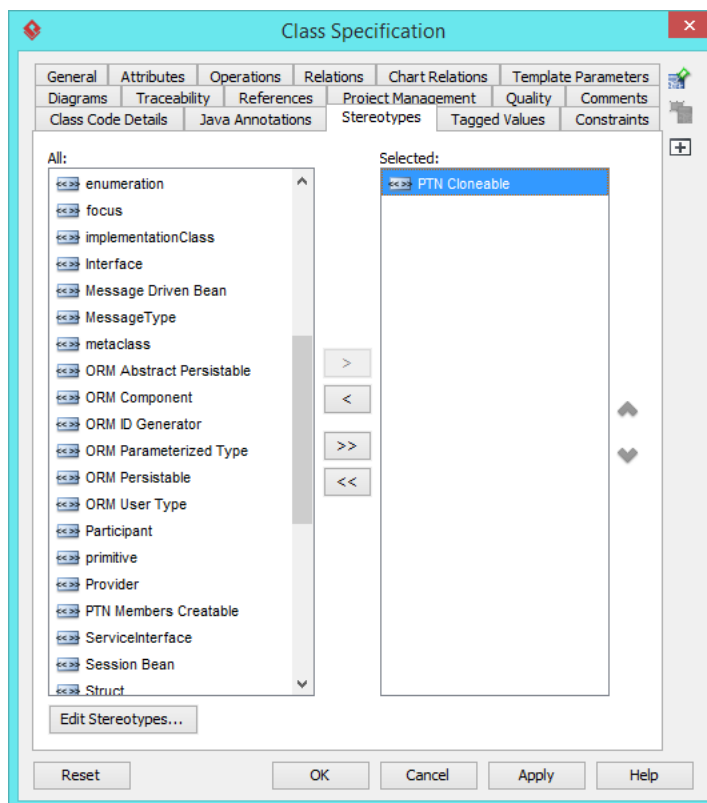 Class Specification
General Attributes Operations Relations Chart Relations Template Parameters
Diagrams Traceability References Project Management Quality Comments
Class Code Details Java Annotations Stereotypes Tagged Values Constraints
All:
Selected:
<<>> enumeration
<<>> focus
<<>> implementationClass
<<>> Interface
<<>> Message Driven Bean
<<>> MessageType
<<>> metaclass
<<>> ORM Abstract Persistable
<<>> ORM Component
<<>> ORM ID Generator
<<>> ORM Parameterized Type
<<>> ORM Persistable
<<>> ORM User Type
<<>> Participant
<<>> primitive
<<>> Provider
<<>> PTN Members Creatable
<<>> ServiceInterface
<<>> Session Bean
<<>> Struct
>
<
>>
<<
<<>> PTN Cloneable
Edit Stereotypes...
Reset OK Cancel Apply Help